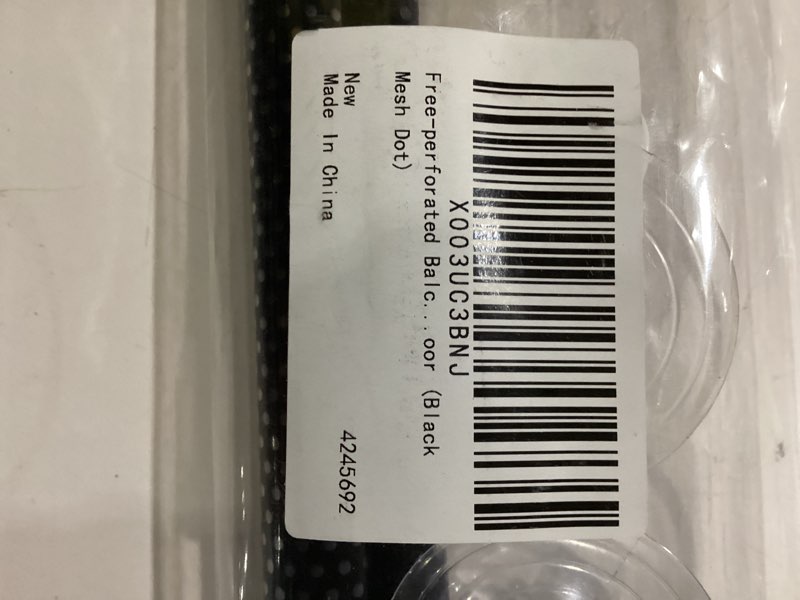 X003UC3BNJ
Free-perforated Balc...oor (Black
Mesh Dot)
New
Made In China
4245692